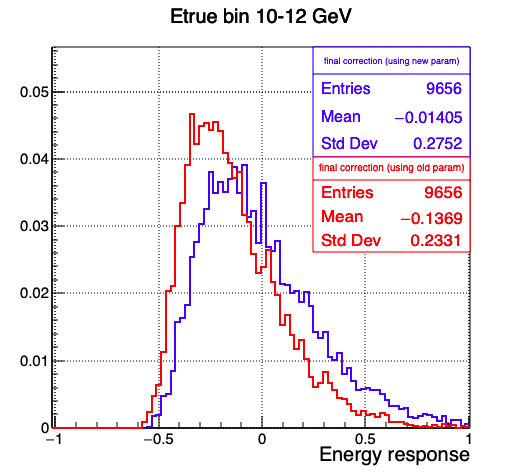 Etrue bin 10-12 GeV
final correction (using new param)
Entries 9656
Mean −0.01405
Std Dev 0.2752
final correction (using old param)
Entries 9656
Mean −0.1369
Std Dev 0.2331
0.05
0.04
0.03
0.02
0.01
0
−1 −0.5 0 0.5 1
Energy response